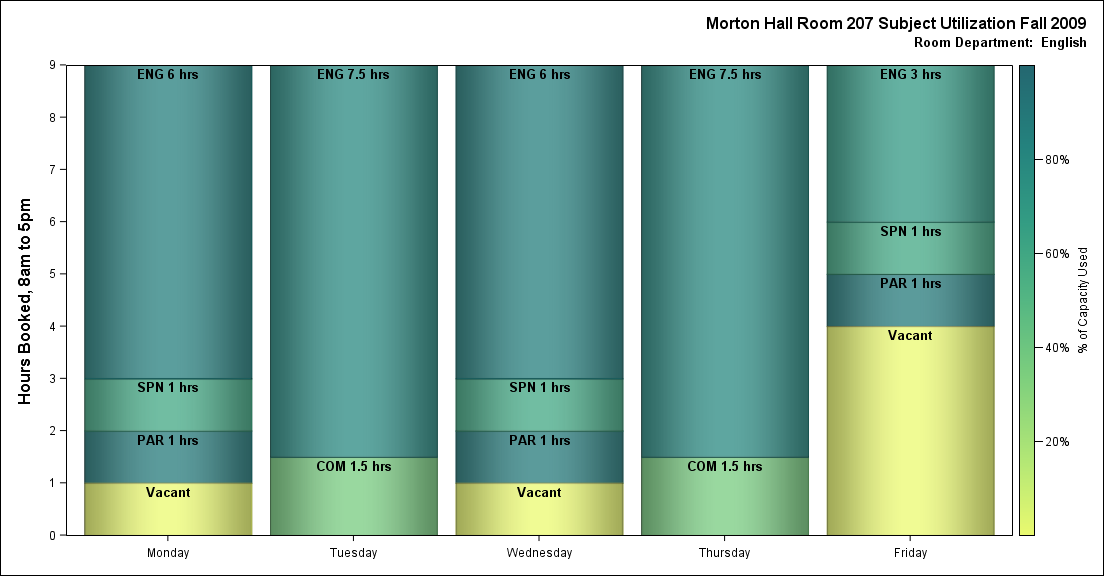 Morton Hall Room 207 Subject Utilization Fall 2009
Room Department:  English
Hours Booked, 8am to 5pm
9
8
7
6
5
4
3
2
1
0
ENG 6 hrs
SPN 1 hrs
PAR 1 hrs
Vacant
Monday
ENG 7.5 hrs
COM 1.5 hrs
Tuesday
ENG 6 hrs
SPN 1 hrs
PAR 1 hrs
Vacant
Wednesday
ENG 7.5 hrs
COM 1.5 hrs
Thursday
ENG 3 hrs
SPN 1 hrs
PAR 1 hrs
Vacant
Friday
80%
60%
40%
20%
% of Capacity Used